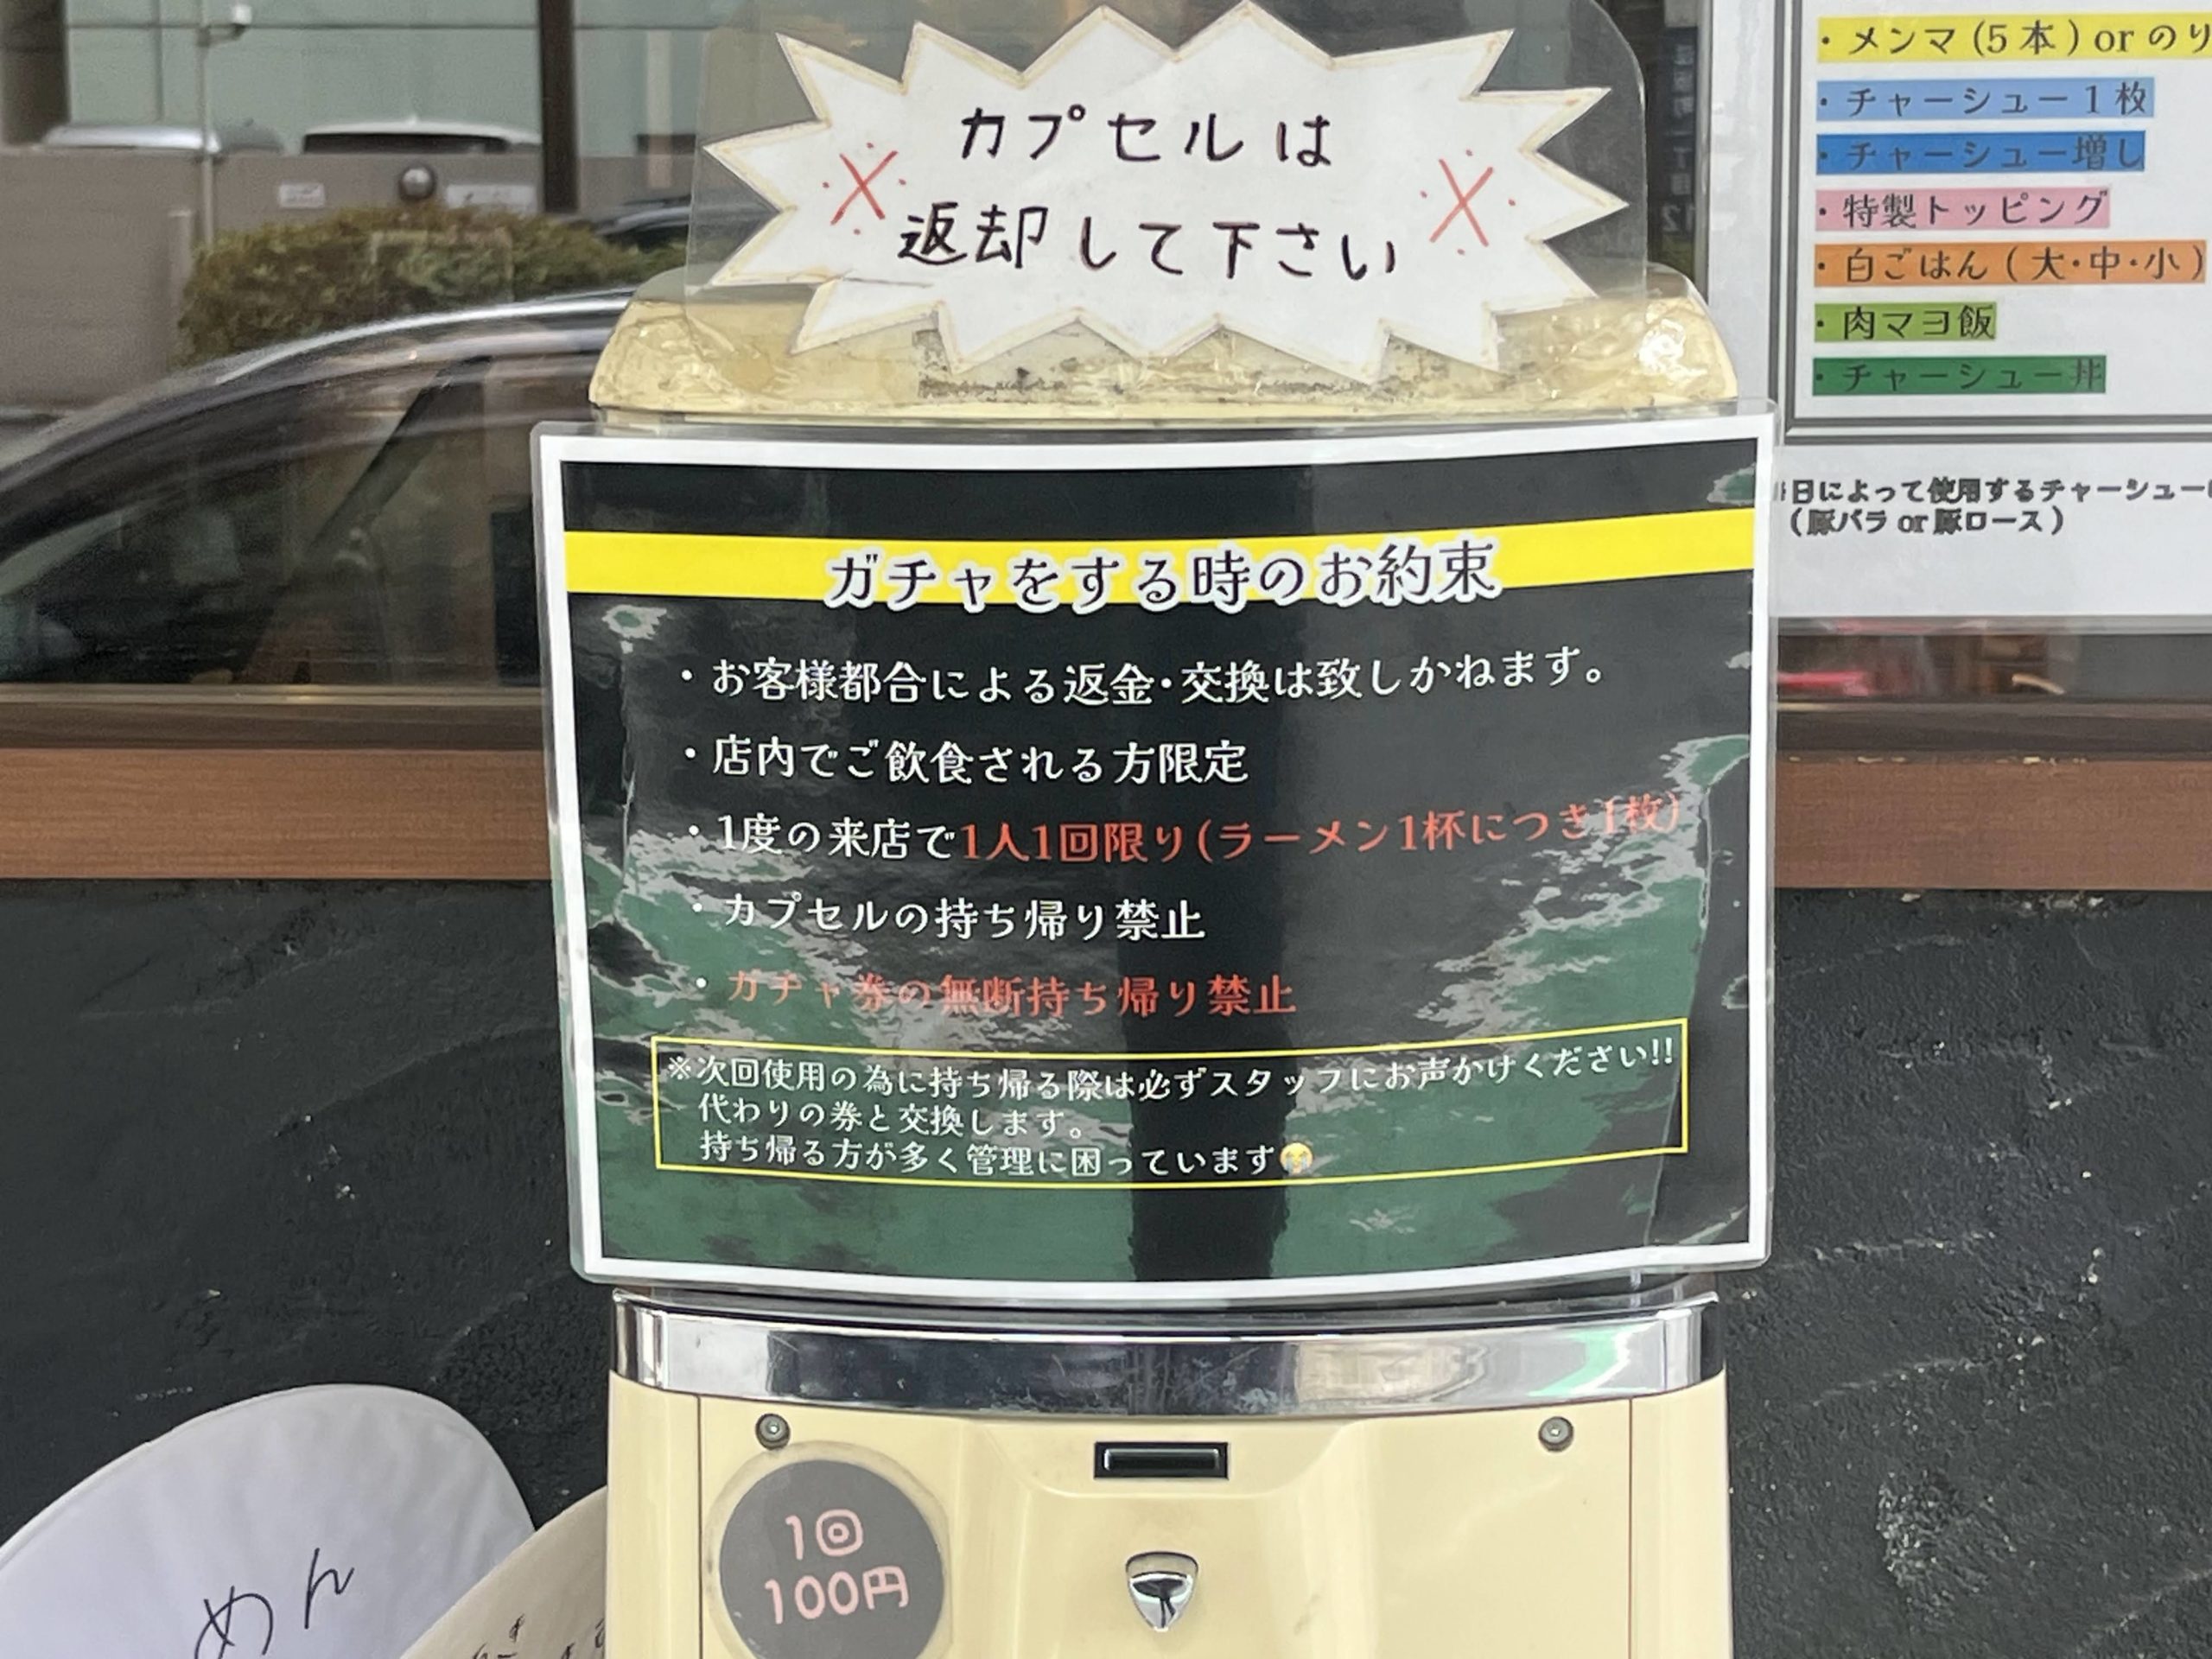 カプセルは
返却して下さい
・メンマ(5本)orのり
・チャーシュー1枚
・チャーシュー増し
・特製トッピング
・白ごはん(大・中・小)
・肉マヨ飯
・チャーシュー丼
日によって使用するチャーシュー
(豚バラor豚ロース)
ガチャをする時のお約束
・お客様都合による返金・交換は致しかねます。
・店内でご飲食される方限定
・1度の来店で1人1回限り(ラーメン1杯につき1枚)
・カプセルの持ち帰り禁止
・ガチャ券の無断持ち帰り禁止
※次回使用の為に持ち帰る際は必ずスタッフにお声かけください!!
代わりの券と交換します。
持ち帰る方が多く管理に困っています😭
1回
100円
めん